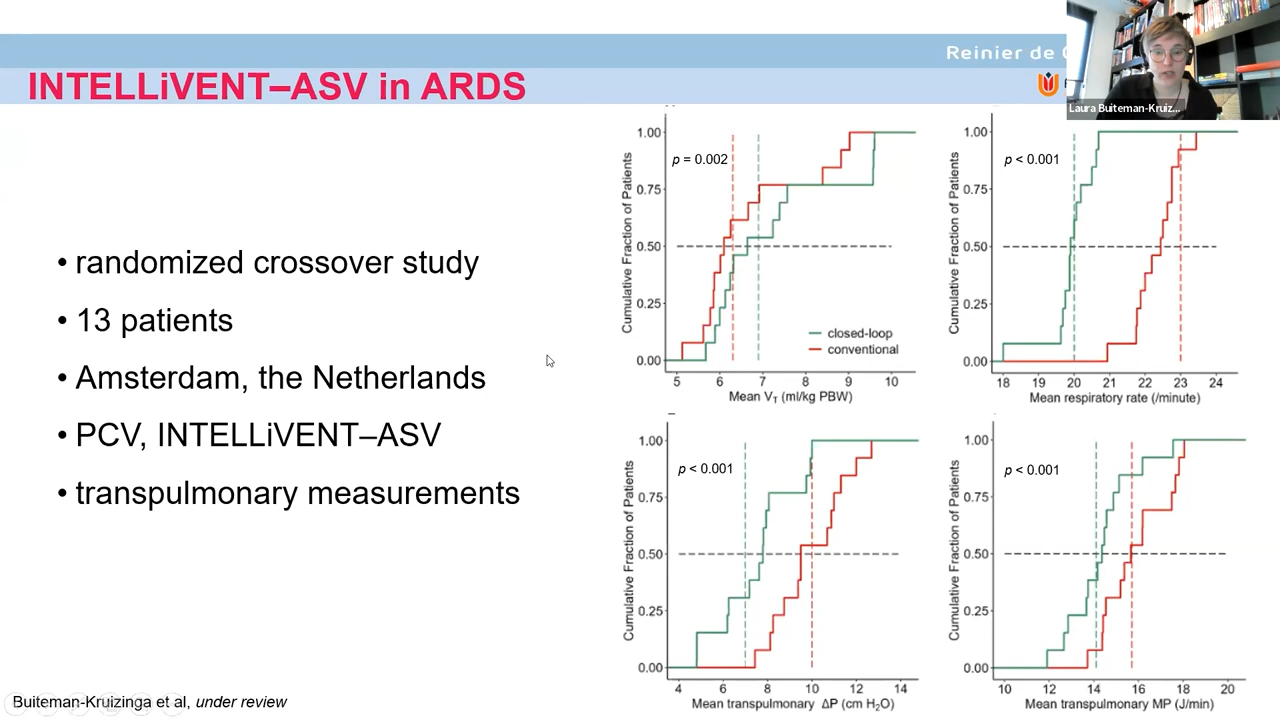 Reinier de
INTELLiVENT–ASV in ARDS
Laura Buiteman-Kruiz...
• randomized crossover study
• 13 patients
• Amsterdam, the Netherlands
• PCV, INTELLiVENT–ASV
• transpulmonary measurements
Cumulative Fraction of Patients
1.00
0.75
0.50
0.25
0.00
p = 0.002
closed-loop
conventional
5 6 7 8 9 10
Mean VT (ml/kg PBW)
Cumulative Fraction of Patients
1.00
0.75
0.50
0.25
0.00
p < 0.001
18 19 20 21 22 23 24
Mean respiratory rate (/minute)
Cumulative Fraction of Patients
1.00
0.75
0.50
0.25
0.00
p < 0.001
4 6 8 10 12 14
Mean transpulmonary ΔP (cm H2O)
Cumulative Fraction of Patients
1.00
0.75
0.50
0.25
0.00
p < 0.001
10 12 14 16 18 20
Mean transpulmonary MP (J/min)
Buiteman-Kruizinga et al, under review